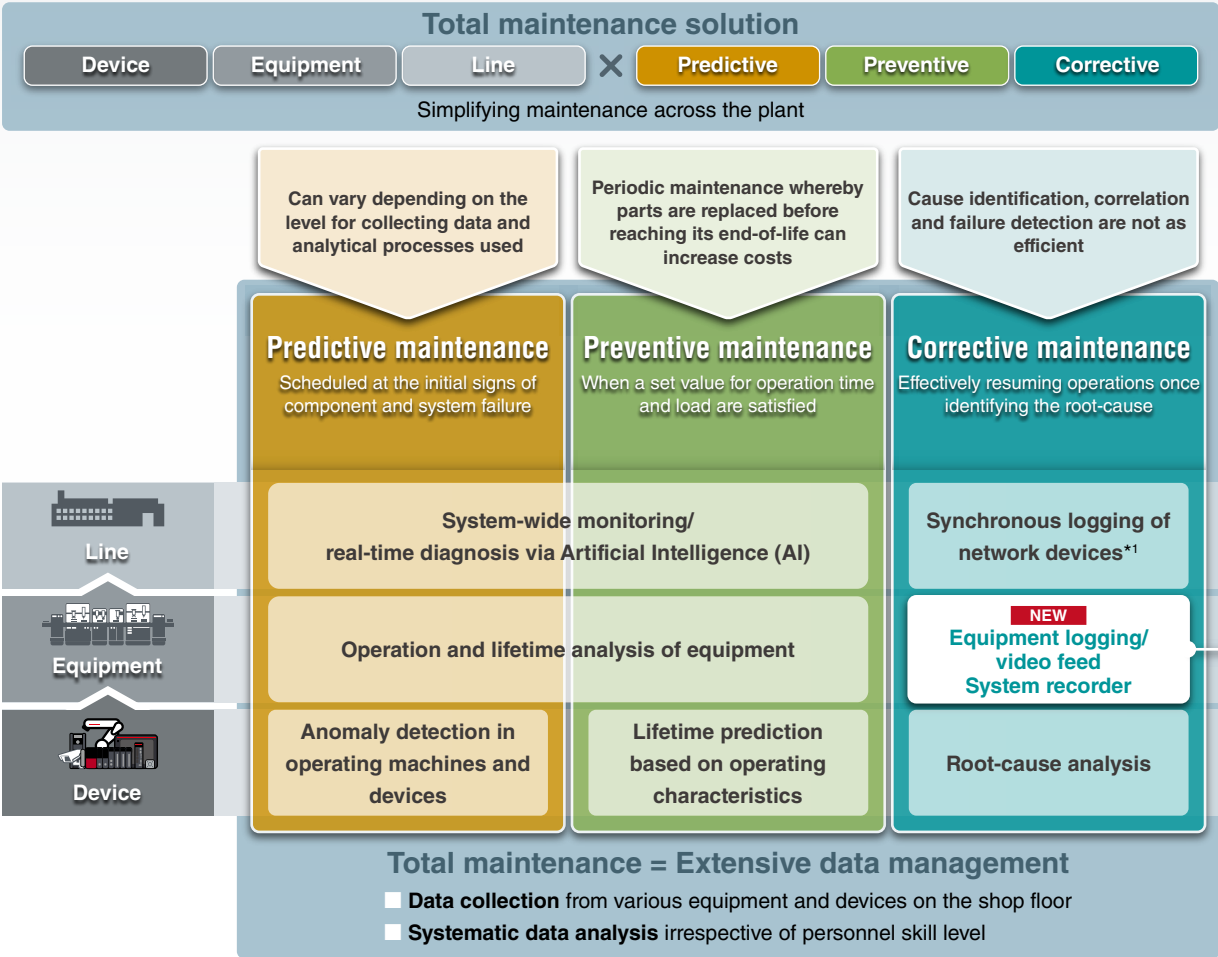 Total maintenance solution
Device
Equipment
Line
×
Predictive
Preventive
Corrective
Simplifying maintenance across the plant
Can vary depending on the
level for collecting data and
analytical processes used
Periodic maintenance whereby
parts are replaced before
reaching its end-of-life can
increase costs
Cause identification, correlation
and failure detection are not as
efficient
Predictive maintenance
Scheduled at the initial signs of
component and system failure
Preventive maintenance
When a set value for operation time
and load are satisfied
Corrective maintenance
Effectively resuming operations once
identifying the root-cause
Line
System-wide monitoring/
real-time diagnosis via Artificial Intelligence (AI)
Synchronous logging of
network devices*1
Equipment
Operation and lifetime analysis of equipment
NEW
Equipment logging/
video feed
System recorder
Device
Anomaly detection in
operating machines and
devices
Lifetime prediction
based on operating
characteristics
Root-cause analysis
Total maintenance = Extensive data management
Data collection from various equipment and devices on the shop floor
Systematic data analysis irrespective of personnel skill level